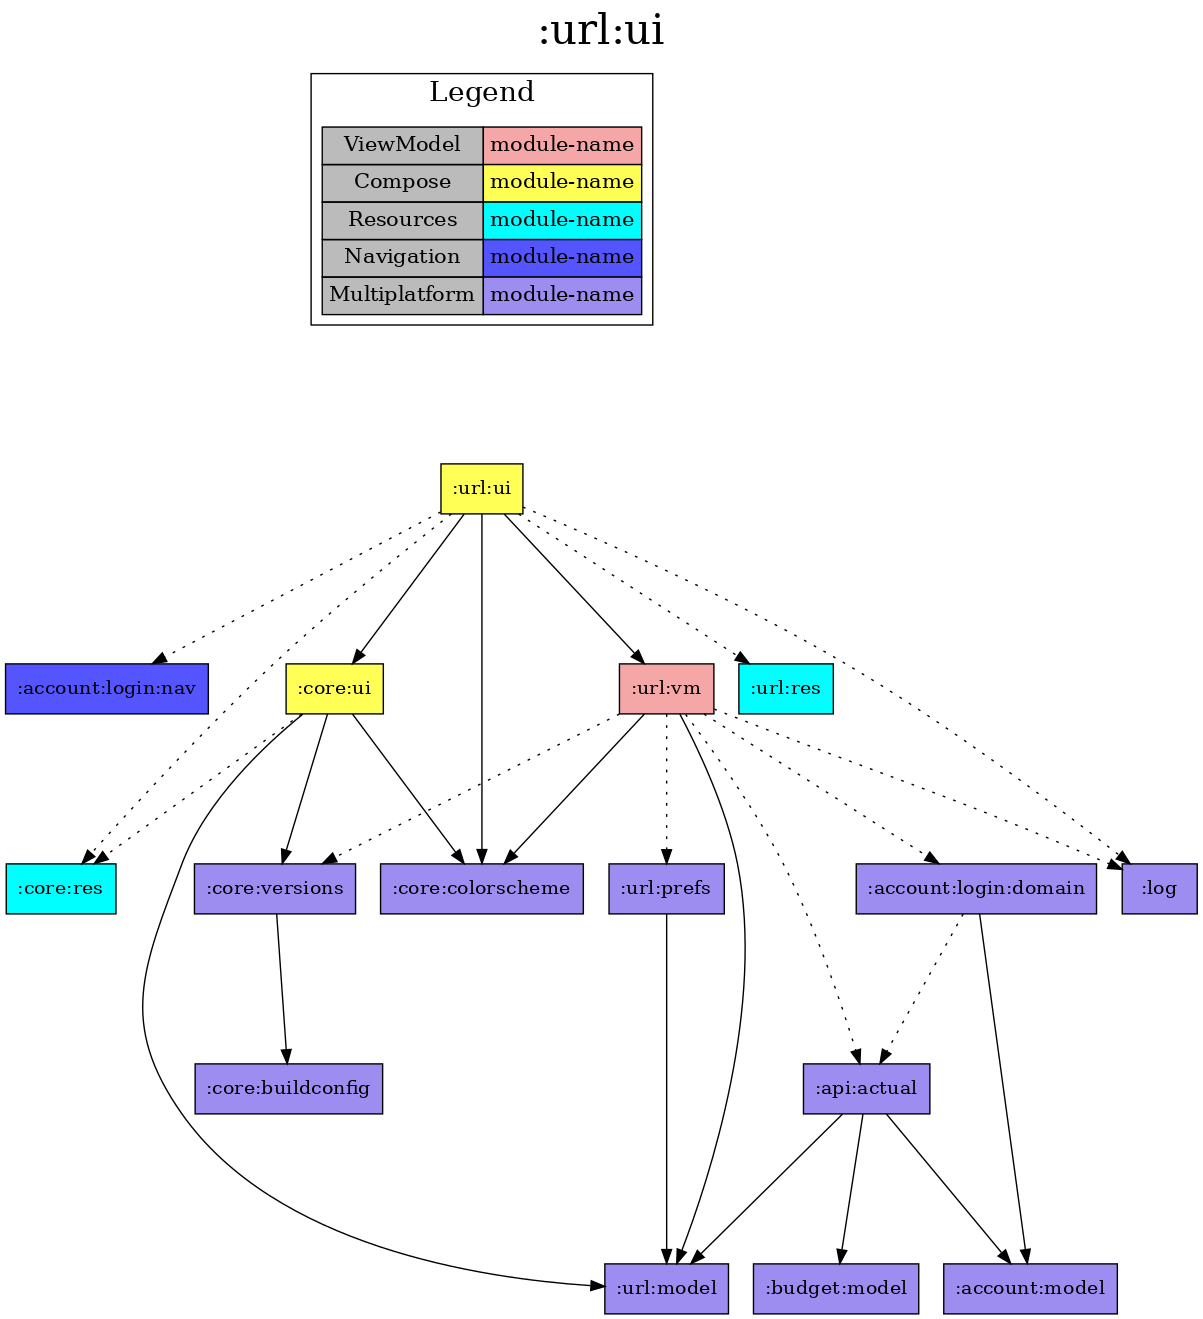 :url:ui
Legend
ViewModel module-name
Compose module-name
Resources module-name
Navigation module-name
Multiplatform module-name
:url:ui
:account:login:nav
:core:ui
:url:vm
:url:res
:core:res
:core:versions
:core:colorscheme
:url:prefs
:account:login:domain
:log
:core:buildconfig
:api:actual
:url:model
:budget:model
:account:model